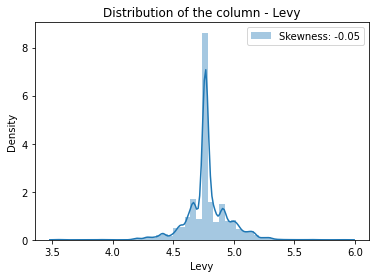 Distribution of the column - Levy
Skewness: -0.05
Density
8
6
4
2
0
3.5 4.0 4.5 5.0 5.5 6.0
Levy